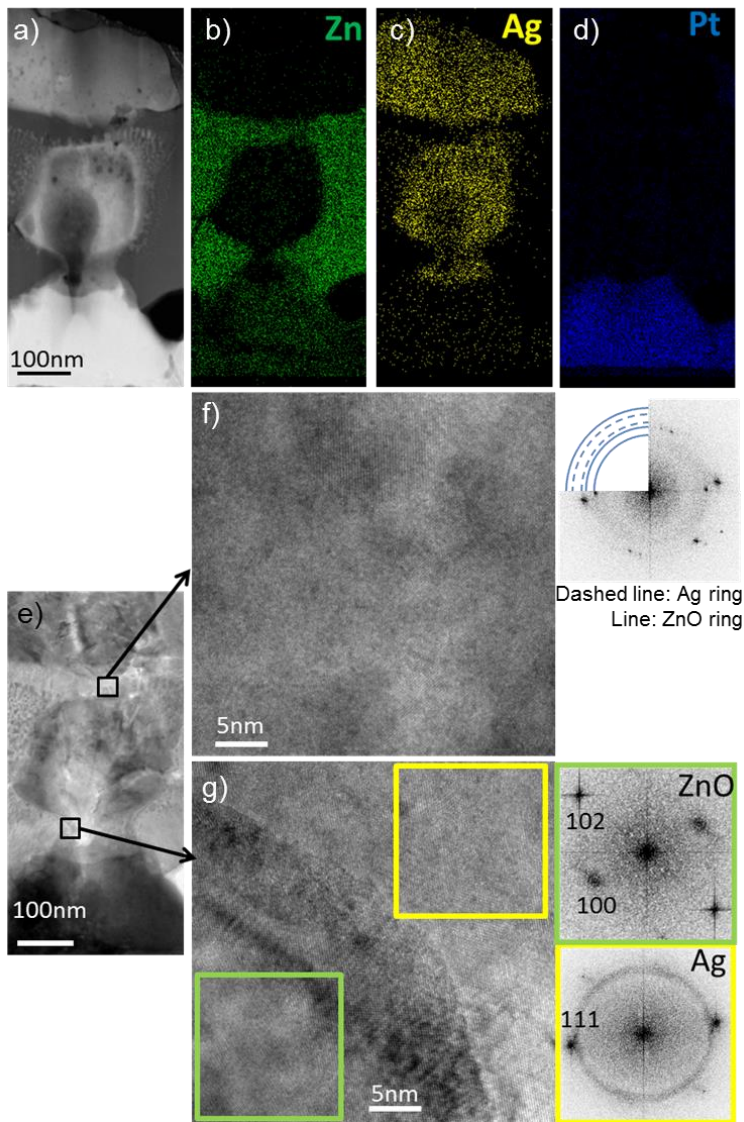 a)
b)
Zn
c)
Ag
d)
Pt
100nm
f)
5nm
Dashed line: Ag ring
Line: ZnO ring
e)
100nm
g)
5nm
ZnO
102
100
Ag
111